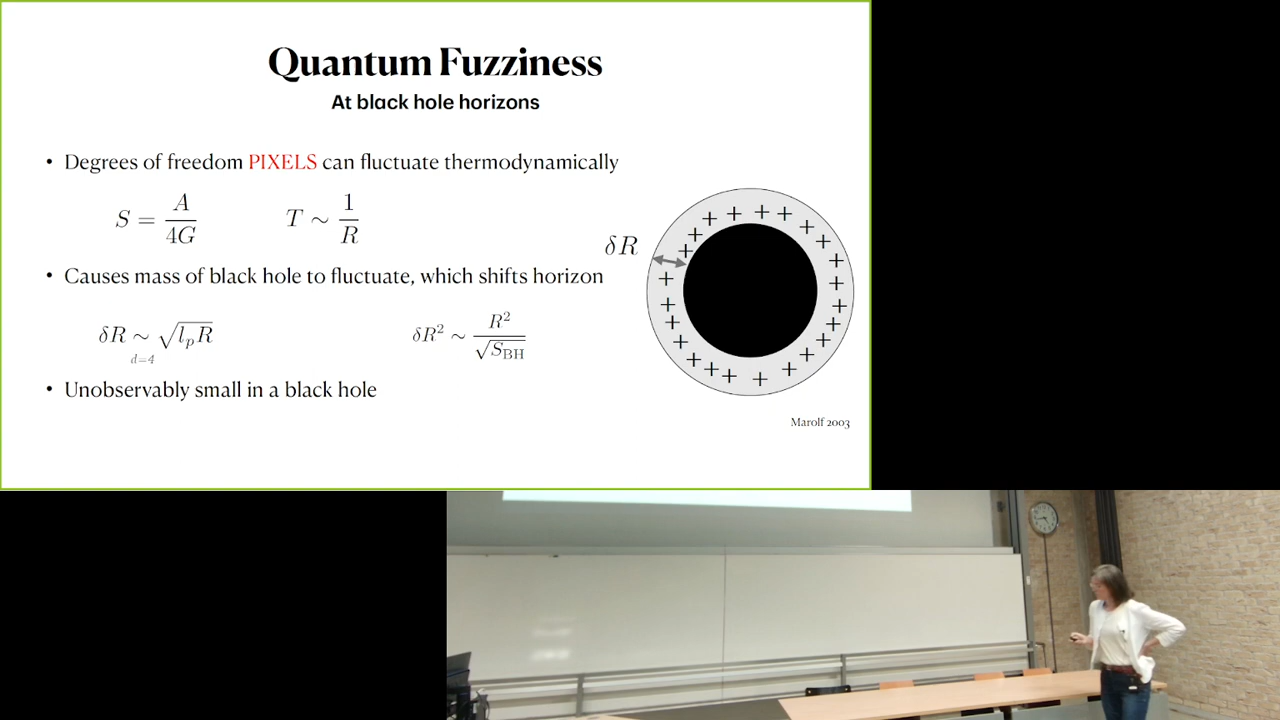 Quantum Fuzziness
At black hole horizons
• Degrees of freedom PIXELS can fluctuate thermodynamically
S = A/4G    T ∼ 1/R
δR
• Causes mass of black hole to fluctuate, which shifts horizon
δR ∼ √(l_p R)    δR² ∼ R²/√S_BH
d=4
• Unobservably small in a black hole
Marolf 2003